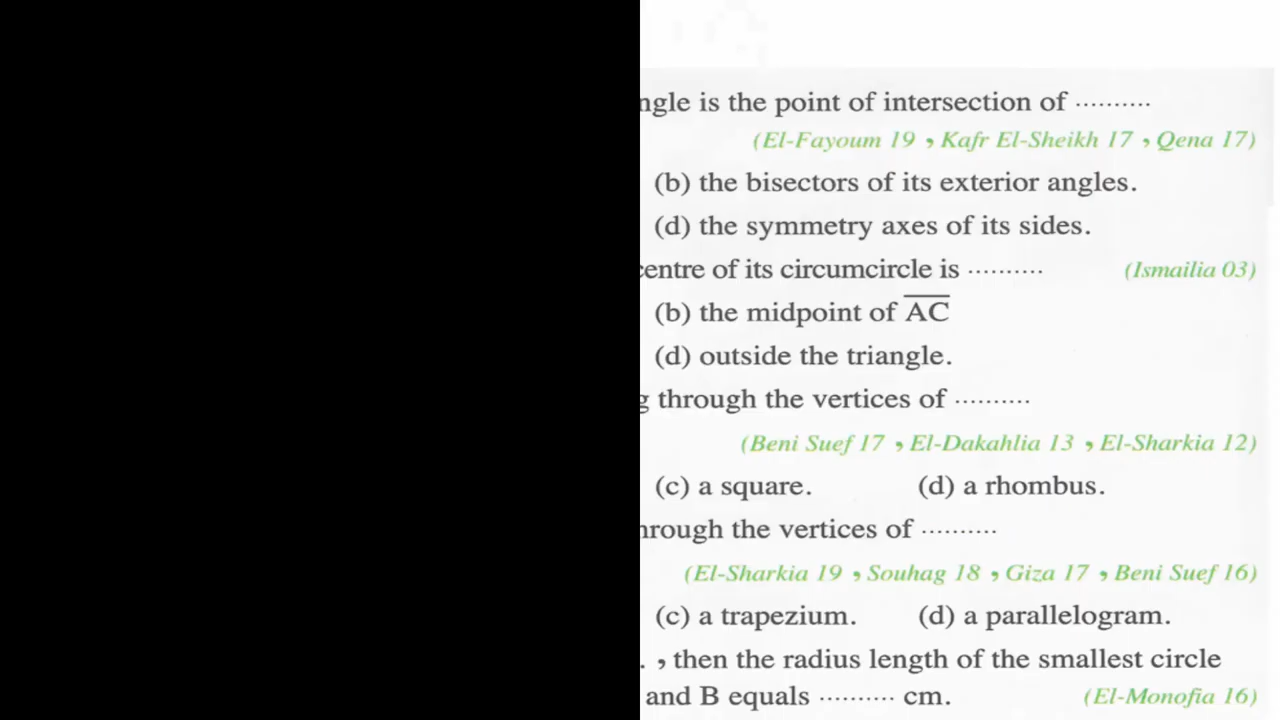 ngle is the point of intersection of ..........
(El-Fayoum 19 , Kafr El-Sheikh 17 , Qena 17)
(b) the bisectors of its exterior angles.
(d) the symmetry axes of its sides.
centre of its circumcircle is .......... (Ismailia 03)
(b) the midpoint of AC
(d) outside the triangle.
g through the vertices of ..........
(Beni Suef 17 , El-Dakahlia 13 , El-Sharkia 12)
(c) a square. (d) a rhombus.
hrough the vertices of ..........
(El-Sharkia 19 , Souhag 18 , Giza 17 , Beni Suef 16)
(c) a trapezium. (d) a parallelogram.
. , then the radius length of the smallest circle
and B equals .......... cm. (El-Monofia 16)